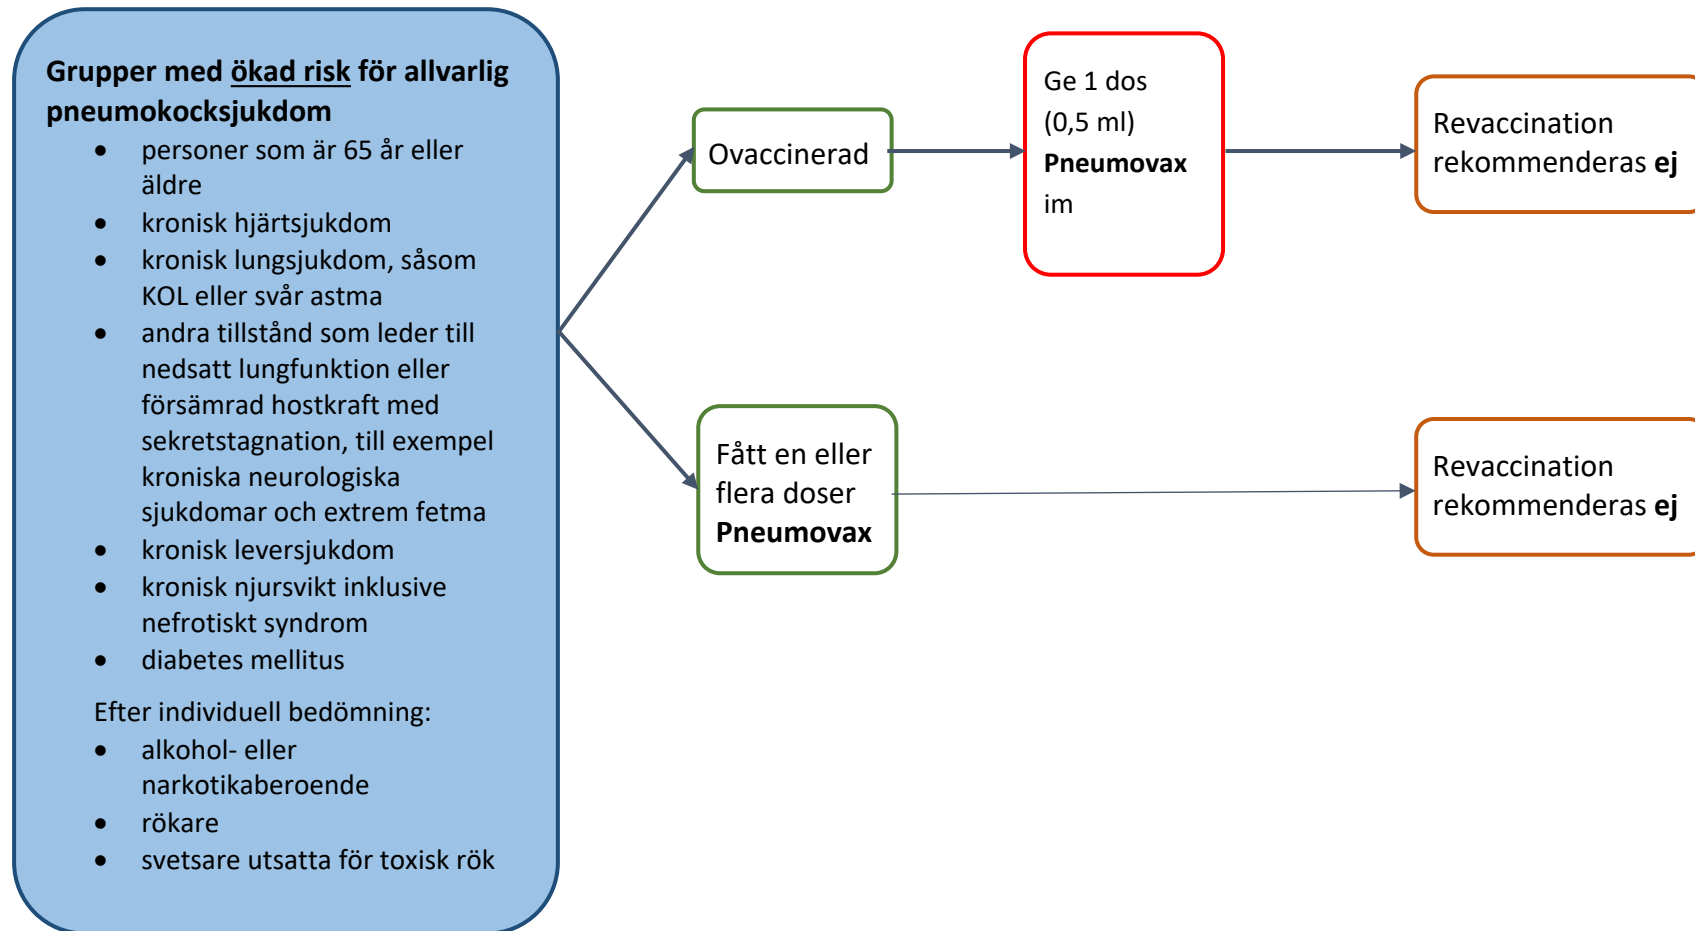 Grupper med ökad risk för allvarlig
pneumokocksjukdom
• personer som är 65 år eller
äldre
• kronisk hjärtsjukdom
• kronisk lungsjukdom, såsom
KOL eller svår astma
• andra tillstånd som leder till
nedsatt lungfunktion eller
försämrad hostkraft med
sekretstagnation, till exempel
kroniska neurologiska
sjukdomar och extrem fetma
• kronisk leversjukdom
• kronisk njursvikt inklusive
nefrotiskt syndrom
• diabetes mellitus
Efter individuell bedömning:
• alkohol- eller
narkotikaberoende
• rökare
• svetsare utsatta för toxisk rök
Ovaccinerad
Ge 1 dos
(0,5 ml)
Pneumovax
im
Revaccination
rekommenderas ej
Fått en eller
flera doser
Pneumovax
Revaccination
rekommenderas ej